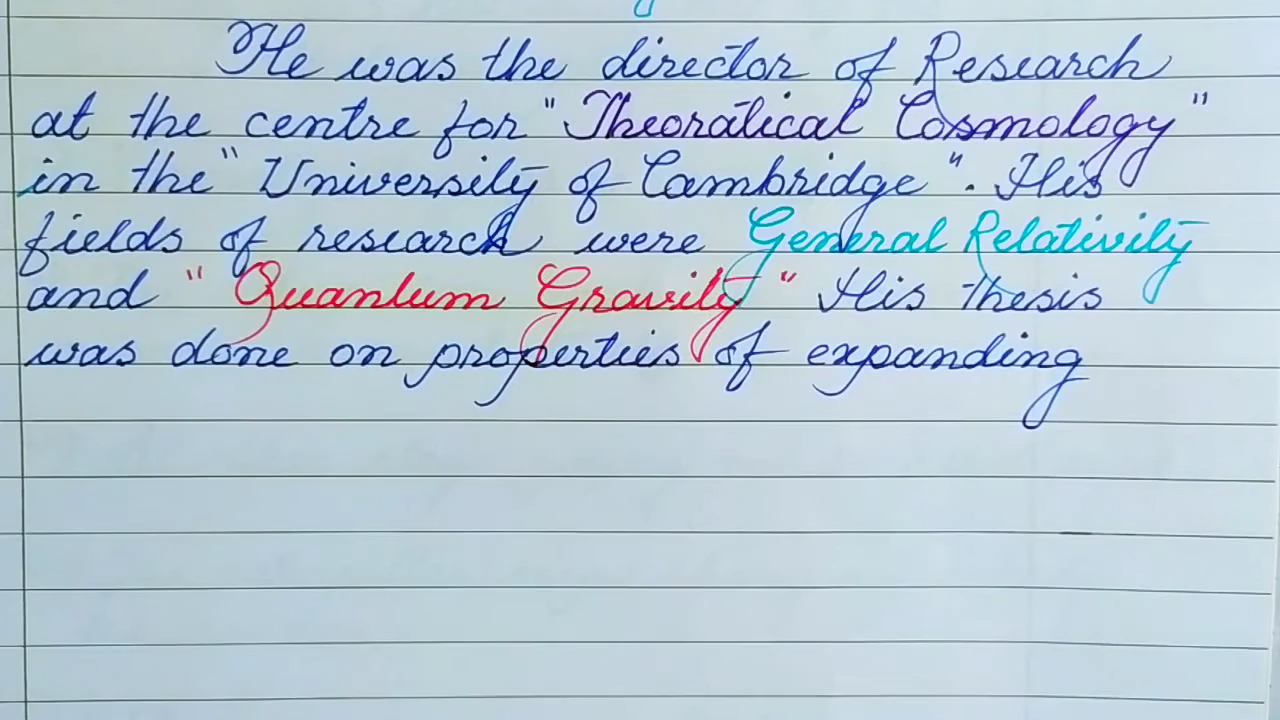 He was the director of Research
at the centre for "Theoratical Cosmology"
in the "University of Cambridge". His
fields of research were General Relativity
and "Quantum Gravity" His thesis
was done on properties of expanding